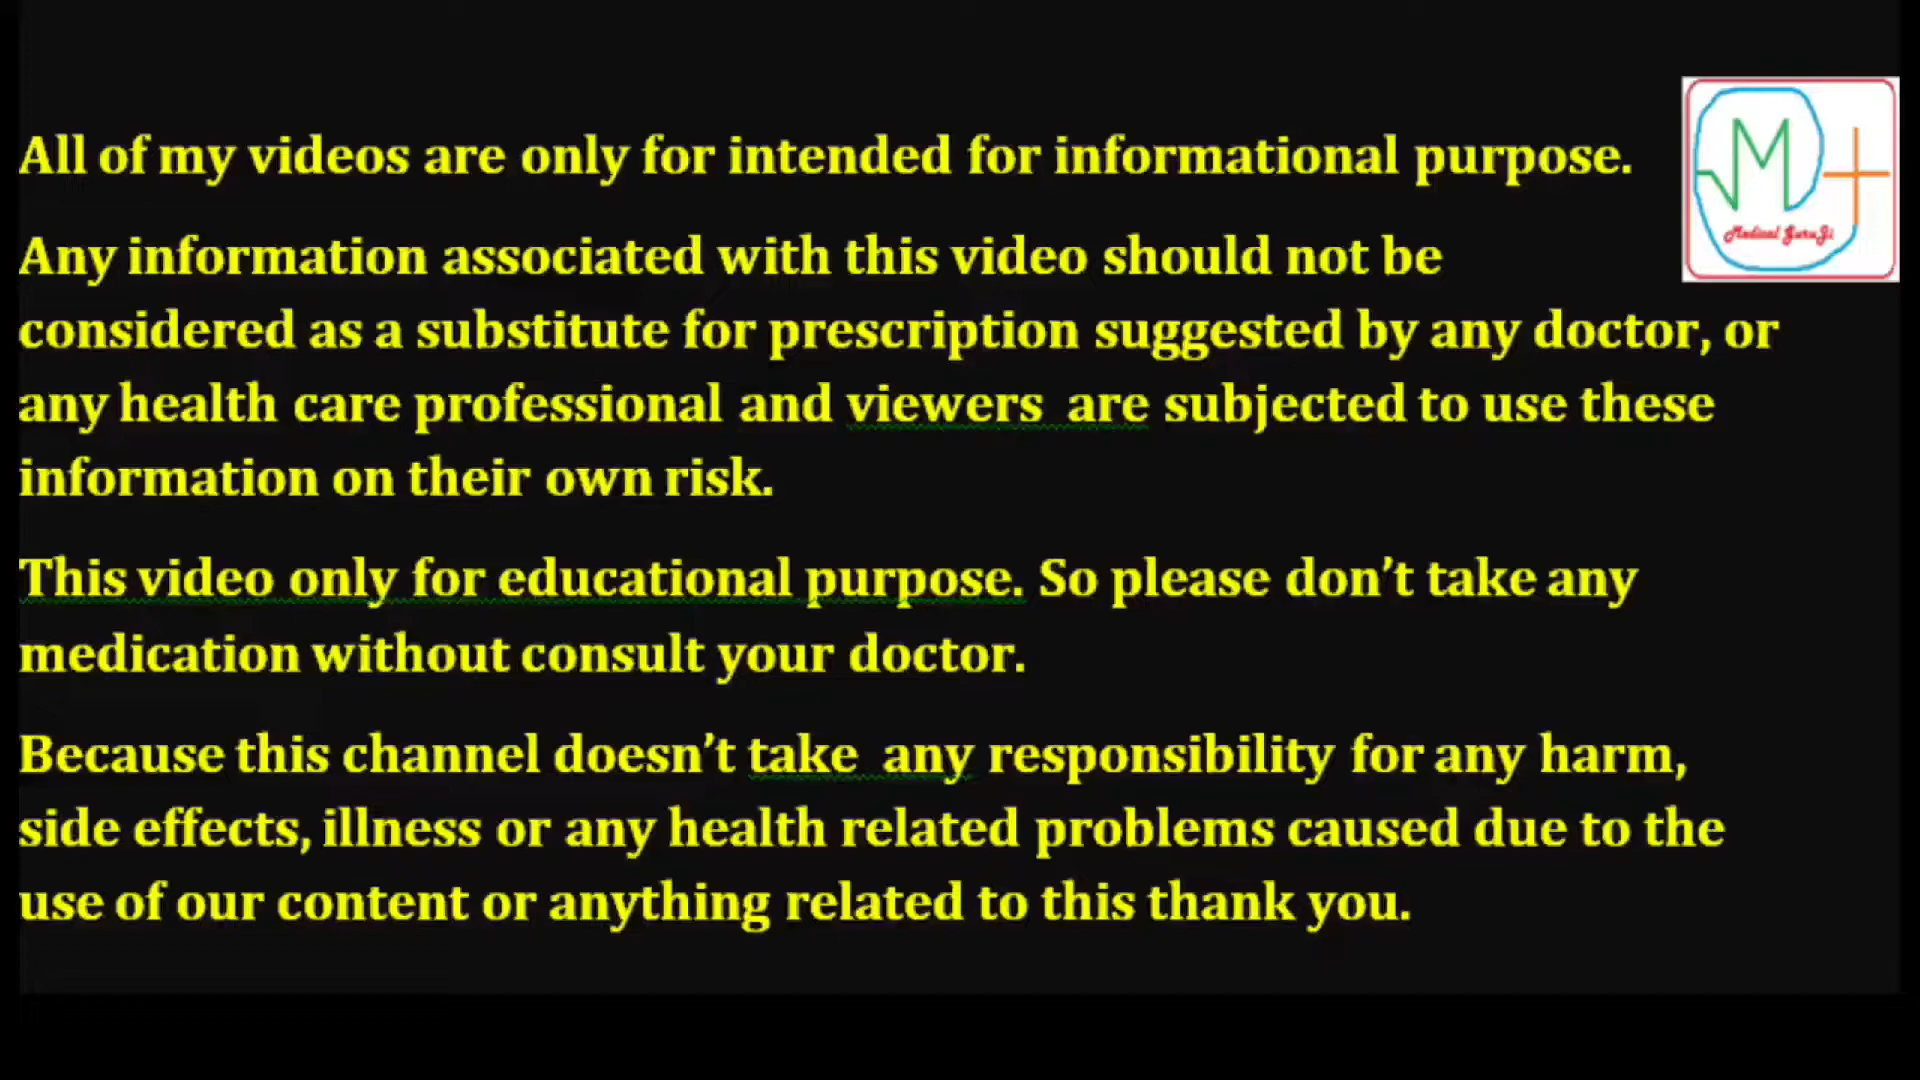 All of my videos are only for intended for informational purpose.
Any information associated with this video should not be
considered as a substitute for prescription suggested by any doctor, or
any health care professional and viewers are subjected to use these
information on their own risk.
This video only for educational purpose. So please don’t take any
medication without consult your doctor.
Because this channel doesn’t take any responsibility for any harm,
side effects, illness or any health related problems caused due to the
use of our content or anything related to this thank you.
M
Medical GuruJi